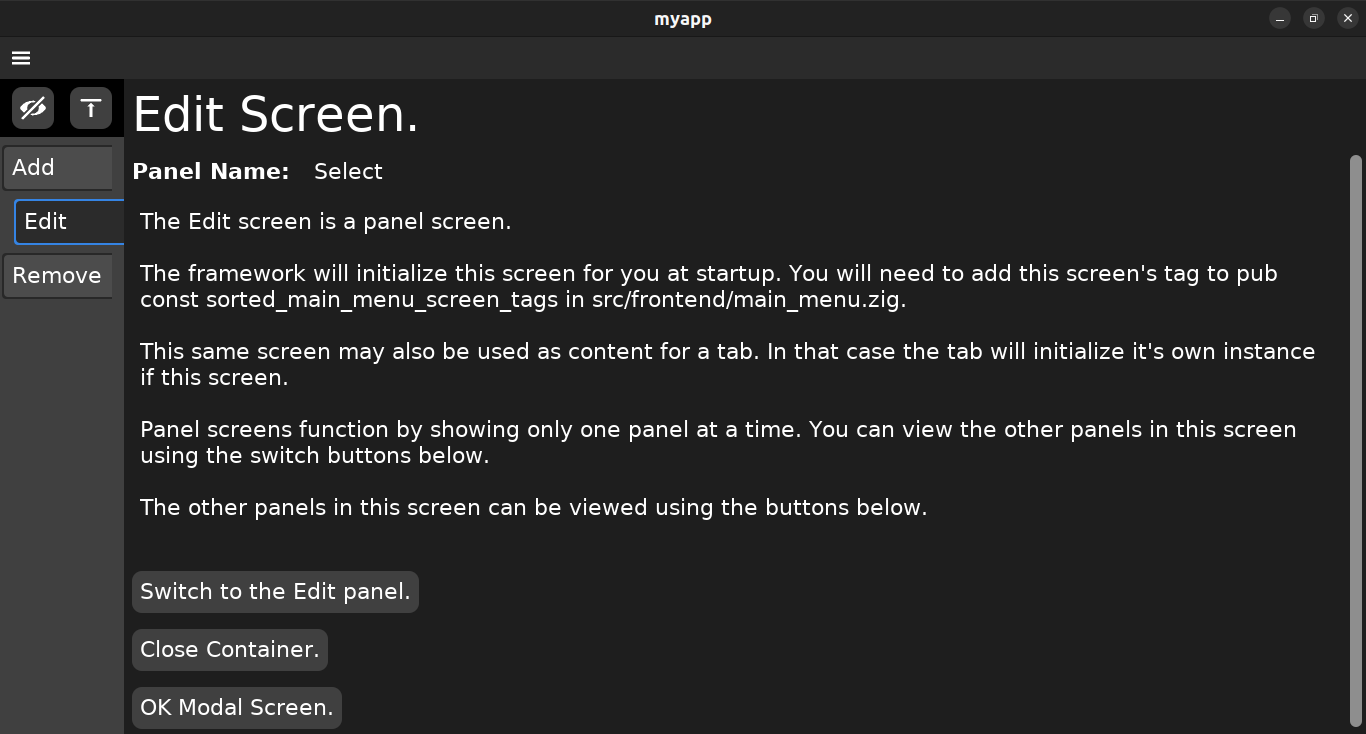 myapp
Add
Edit
Remove
Edit Screen.
Panel Name: Select
The Edit screen is a panel screen.
The framework will initialize this screen for you at startup. You will need to add this screen's tag to pub
const sorted_main_menu_screen_tags in src/frontend/main_menu.zig.
This same screen may also be used as content for a tab. In that case the tab will initialize it's own instance
if this screen.
Panel screens function by showing only one panel at a time. You can view the other panels in this screen
using the switch buttons below.
The other panels in this screen can be viewed using the buttons below.
Switch to the Edit panel.
Close Container.
OK Modal Screen.